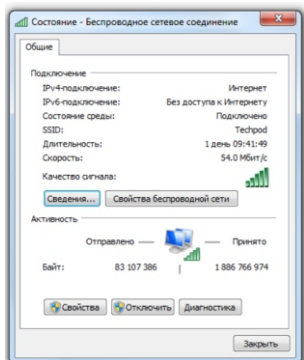 Состояние - Беспроводное сетевое соединение
Общие
Подключение
IPv4-подключение: Интернет
IPv6-подключение: Без доступа к Интернету
Состояние среды: Подключено
SSID: Techpod
Длительность: 1 день 09:41:49
Скорость: 54.0 Мбит/с
Качество сигнала:
Сведения... Свойства беспроводной сети
Активность
Отправлено — — Принято
Байт: 83 107 386 | 1 886 766 974
Свойства Отключить Диагностика
Закрыть